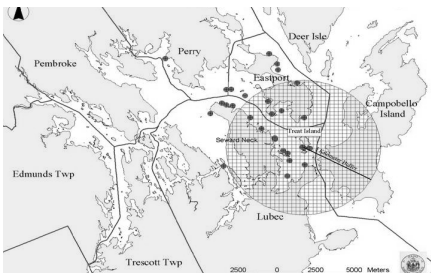 Deer Isle
Perry
Pembroke
Eastport
Campobello
Island
Treat Island
Seward Neck
Edmunds Twp
Lubec
Trescott Twp
2500 0 2500 5000 Meters